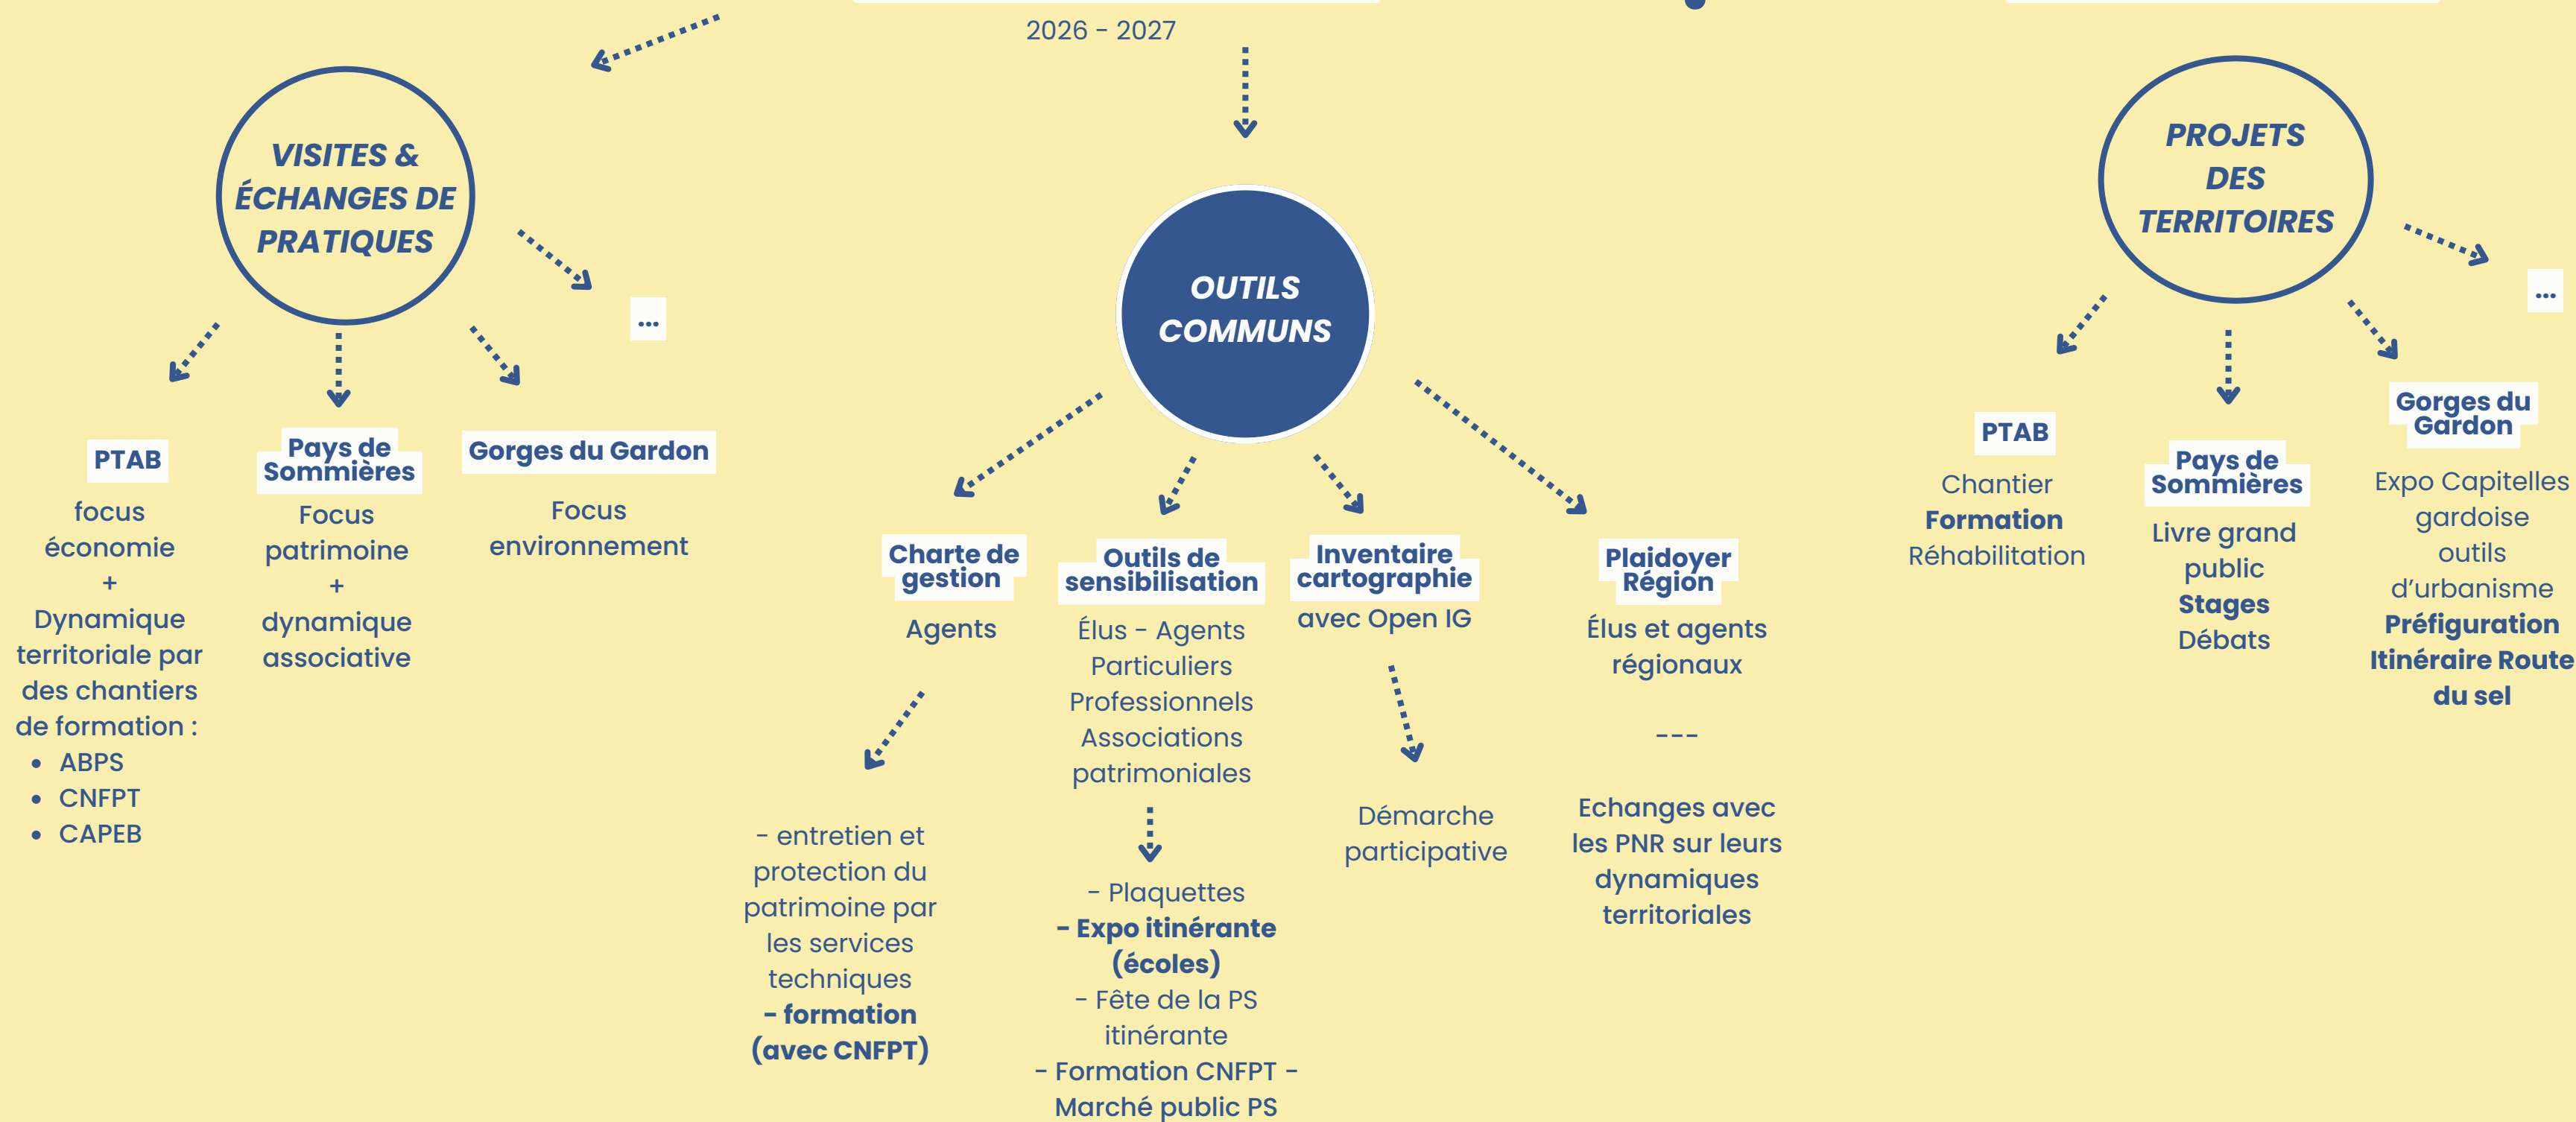 2026 - 2027
VISITES &
ÉCHANGES DE
PRATIQUES
...
PTAB
focus
économie
+
Dynamique
territoriale par
des chantiers
de formation :
• ABPS
• CNFPT
• CAPEB
Pays de
Sommières
Focus
patrimoine
+
dynamique
associative
Gorges du Gardon
Focus
environnement
OUTILS
COMMUNS
Charte de
gestion
Agents
- entretien et
protection du
patrimoine par
les services
techniques
- formation
(avec CNFPT)
Outils de
sensibilisation
Élus - Agents
Particuliers
Professionnels
Associations
patrimoniales
- Plaquettes
- Expo itinérante
(écoles)
- Fête de la PS
itinérante
- Formation CNFPT -
Marché public PS
Inventaire
cartographie
avec Open IG
Démarche
participative
Plaidoyer
Région
Élus et agents
régionaux
---
Echanges avec
les PNR sur leurs
dynamiques
territoriales
PROJETS
DES
TERRITOIRES
...
PTAB
Chantier
Formation
Réhabilitation
Pays de
Sommières
Livre grand
public
Stages
Débats
Gorges du
Gardon
Expo Capitelles
gardoise
outils
d’urbanisme
Préfiguration
Itinéraire Route
du sel